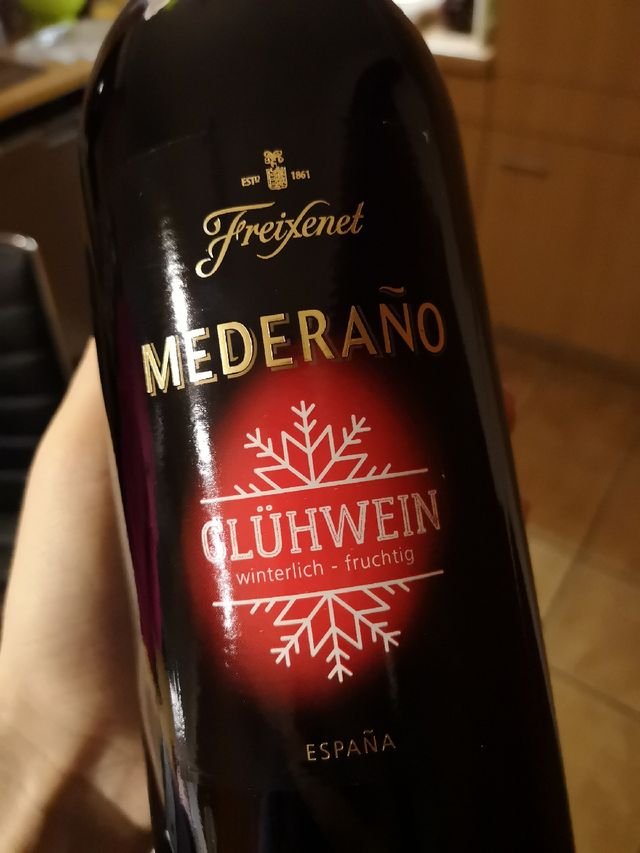 ESTD 1861
Freixenet
MEDERAÑO
GLÜHWEIN
winterlich - fruchtig
ESPAÑA